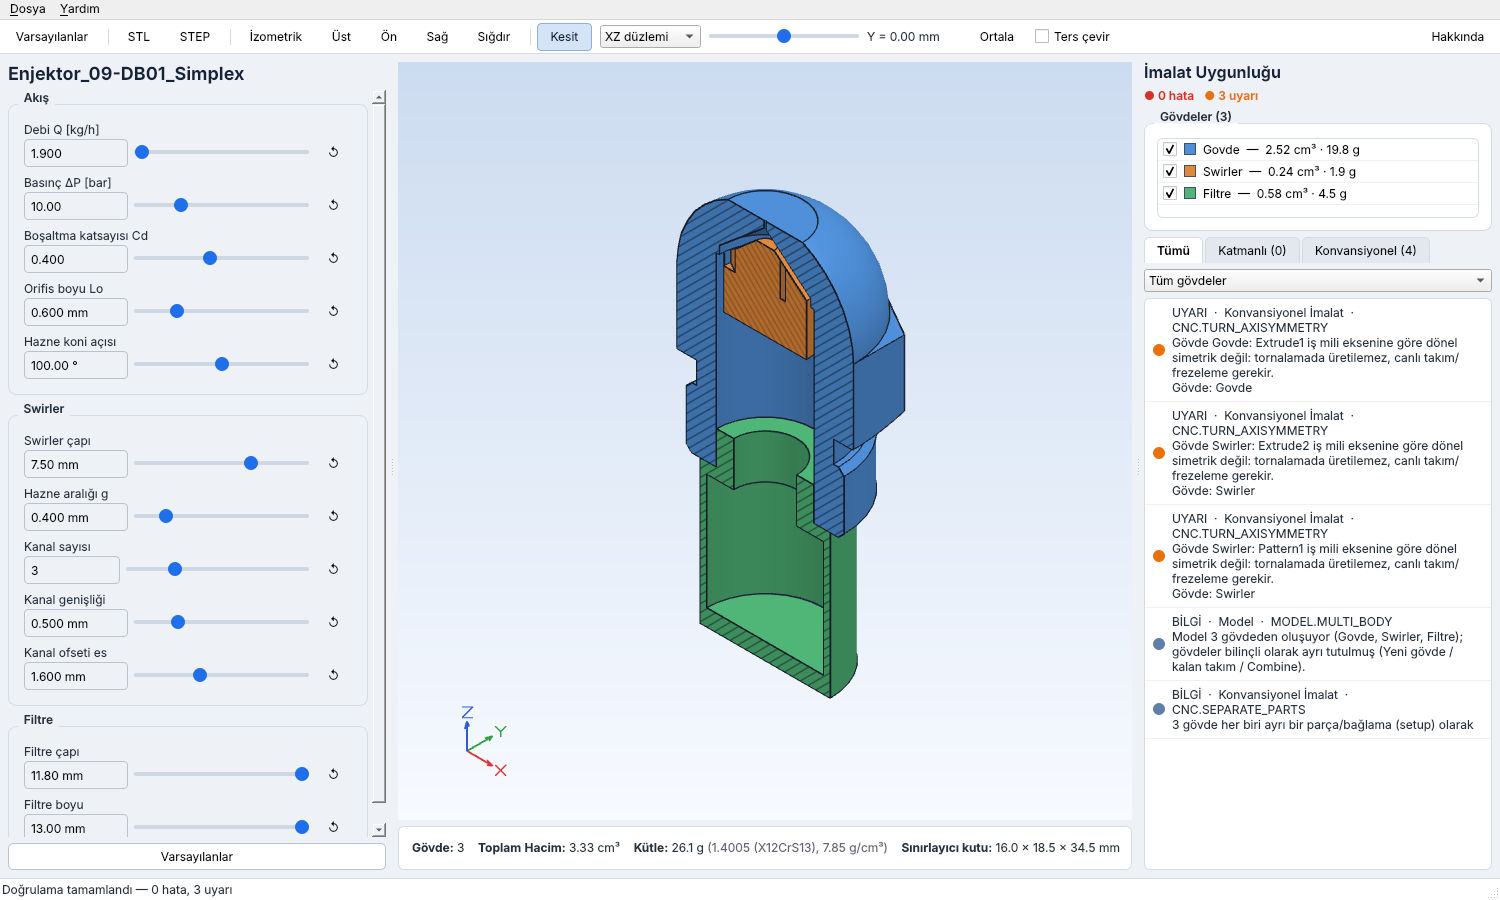 Dosya Yardım
Varsayılanlar STL STEP İzometrik Üst Ön Sağ Sığdır Kesit XZ düzlemi Y = 0.00 mm Ortala Ters çevir Hakkında
Enjektor_09-DB01_Simplex
Akış
Debi Q [kg/h]
1.900
Basınç ΔP [bar]
10.00
Boşaltma katsayısı Cd
0.400
Orifis boyu Lo
0.600 mm
Hazne koni açısı
100.00 °
Swirler
Swirler çapı
7.50 mm
Hazne aralığı g
0.400 mm
Kanal sayısı
3
Kanal genişliği
0.500 mm
Kanal ofseti es
1.600 mm
Filtre
Filtre çapı
11.80 mm
Filtre boyu
13.00 mm
Varsayılanlar
Z
Y
X
Gövde: 3 Toplam Hacim: 3.33 cm³ Kütle: 26.1 g (1.4005 (X12CrS13), 7.85 g/cm³) Sınırlayıcı kutu: 16.0 × 18.5 × 34.5 mm
İmalat Uygunluğu
0 hata 3 uyarı
Gövdeler (3)
Govde — 2.52 cm³ · 19.8 g
Swirler — 0.24 cm³ · 1.9 g
Filtre — 0.58 cm³ · 4.5 g
Tümü Katmanlı (0) Konvansiyonel (4)
Tüm gövdeler
UYARI · Konvansiyonel İmalat ·
CNC.TURN_AXISYMMETRY
Gövde Govde: Extrude1 iş mili eksenine göre dönel
simetrik değil: tornalamada üretilemez, canlı takım/
frezeleme gerekir.
Gövde: Govde
UYARI · Konvansiyonel İmalat ·
CNC.TURN_AXISYMMETRY
Gövde Swirler: Extrude2 iş mili eksenine göre dönel
simetrik değil: tornalamada üretilemez, canlı takım/
frezeleme gerekir.
Gövde: Swirler
UYARI · Konvansiyonel İmalat ·
CNC.TURN_AXISYMMETRY
Gövde Swirler: Pattern1 iş mili eksenine göre dönel
simetrik değil: tornalamada üretilemez, canlı takım/
frezeleme gerekir.
Gövde: Swirler
BİLGİ · Model · MODEL.MULTI_BODY
Model 3 gövdeden oluşuyor (Govde, Swirler, Filtre);
gövdeler bilinçli olarak ayrı tutulmuş (Yeni gövde /
kalan takım / Combine).
BİLGİ · Konvansiyonel İmalat ·
CNC.SEPARATE_PARTS
3 gövde her biri ayrı bir parça/bağlama (setup) olarak
Doğrulama tamamlandı — 0 hata, 3 uyarı